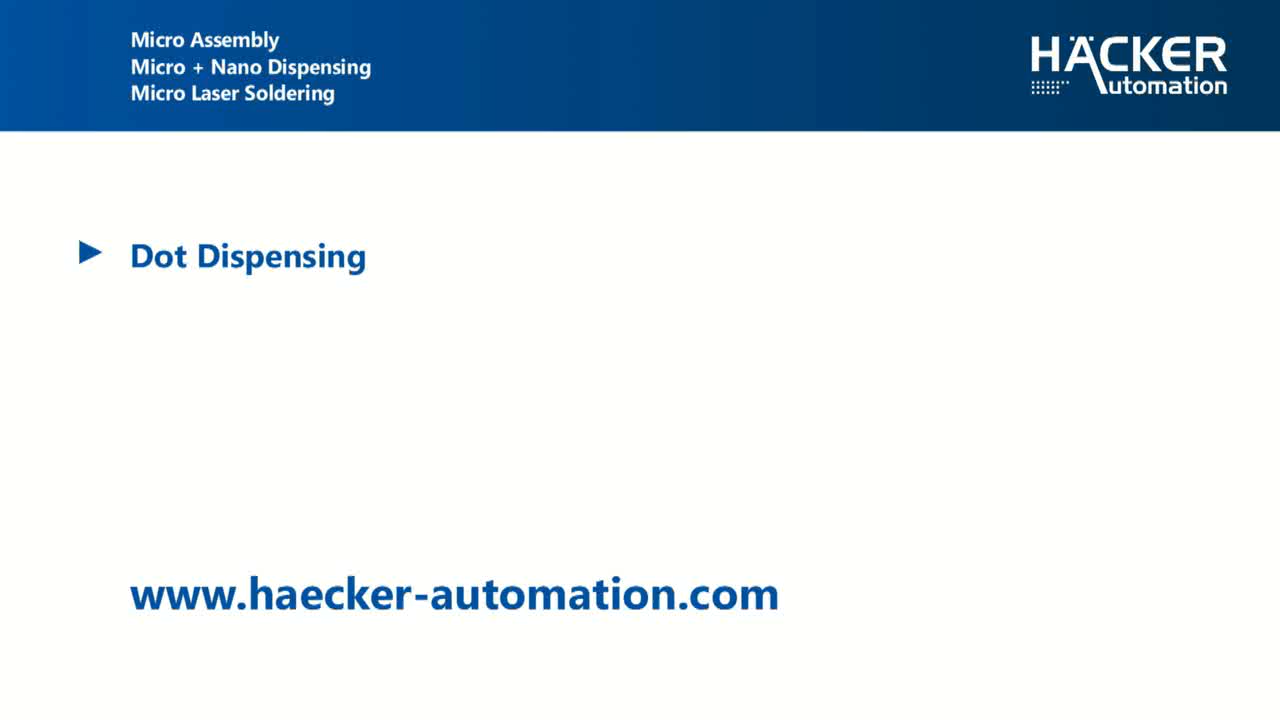 Micro Assembly
Micro + Nano Dispensing
Micro Laser Soldering
HÄCKER
Automation
Dot Dispensing
www.haecker-automation.com